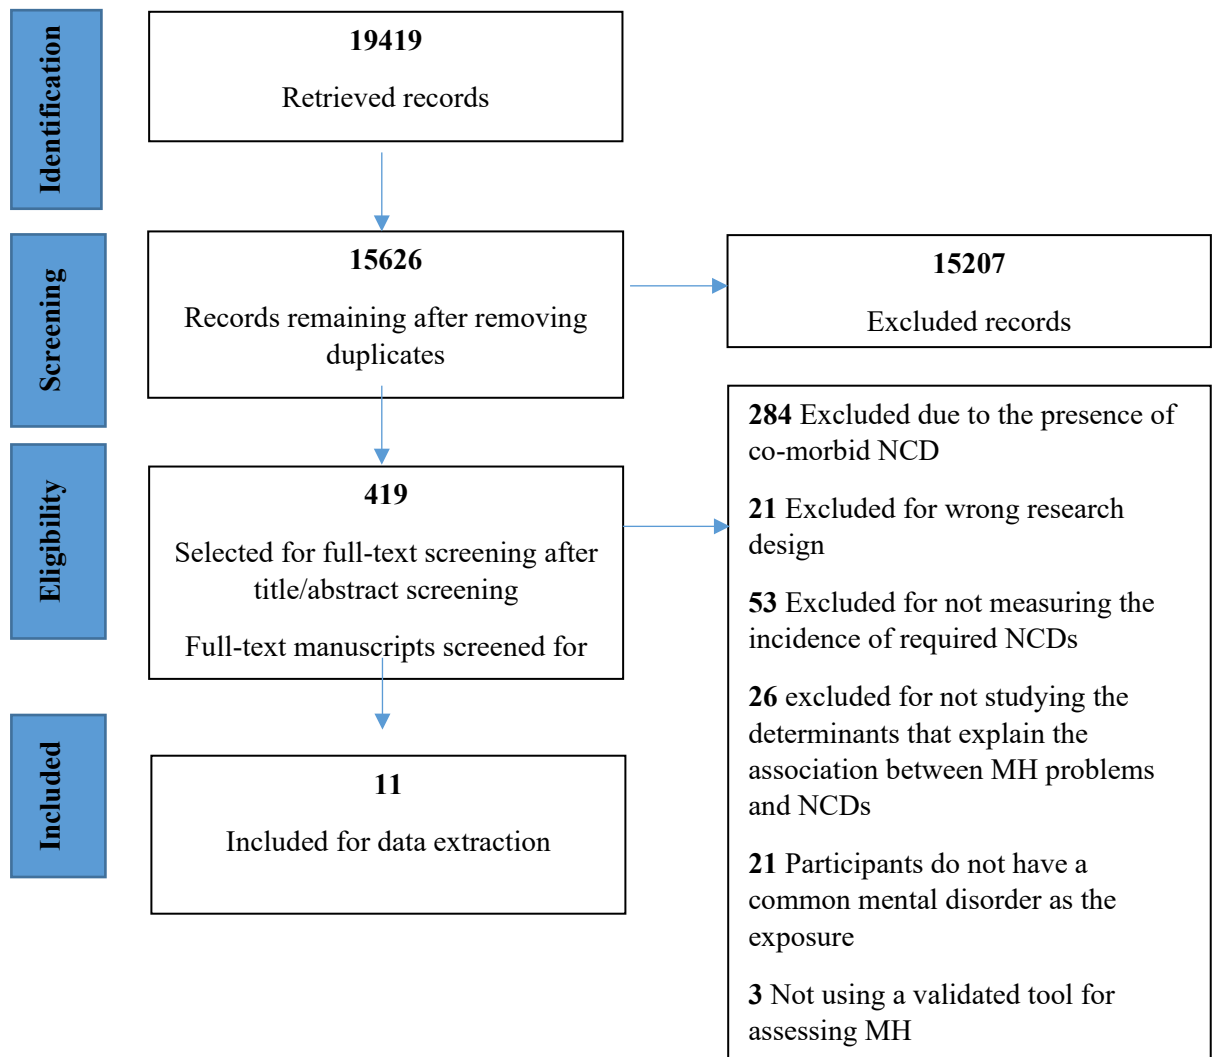 Identification
19419
Retrieved records
Screening
15626
Records remaining after removing
duplicates
15207
Excluded records
Eligibility
419
Selected for full-text screening after
title/abstract screening
Full-text manuscripts screened for
284 Excluded due to the presence of
co-morbid NCD
21 Excluded for wrong research
design
53 Excluded for not measuring the
incidence of required NCDs
26 excluded for not studying the
determinants that explain the
association between MH problems
and NCDs
21 Participants do not have a
common mental disorder as the
exposure
3 Not using a validated tool for
assessing MH
Included
11
Included for data extraction